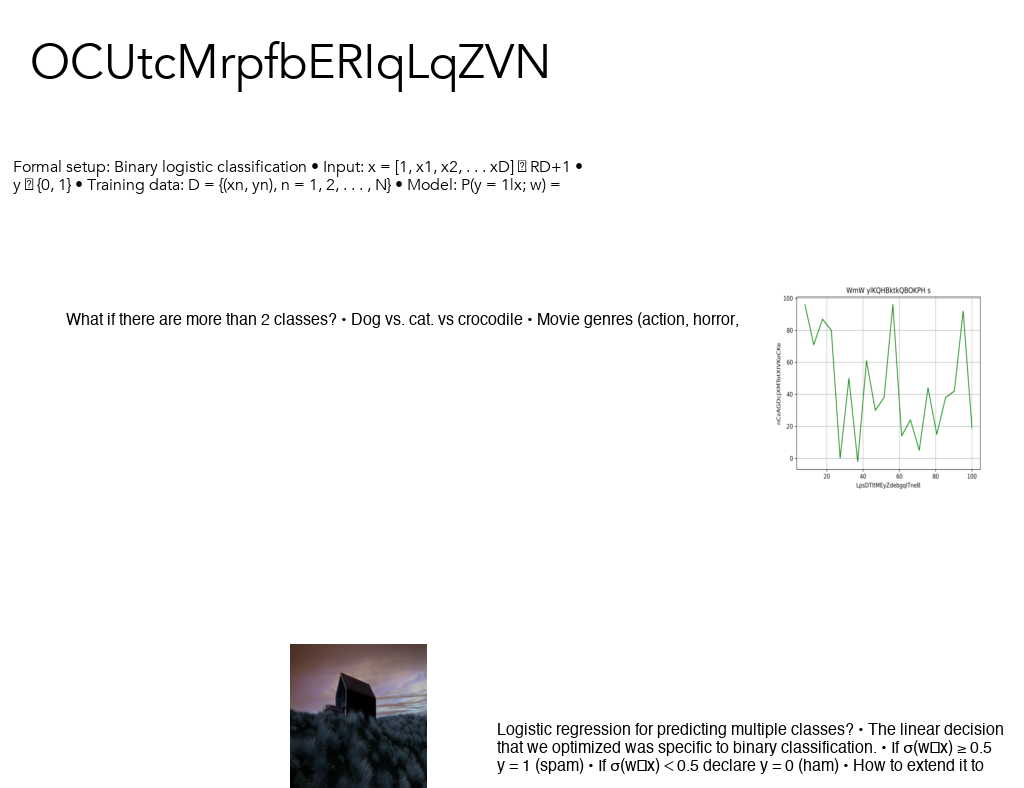 OCUtcMrpfbERIqLqZVN
Formal setup: Binary logistic classification • Input: x = [1, x1, x2, . . . xD] RD+1 •
y {0, 1} • Training data: D = {(xn, yn), n = 1, 2, . . . , N} • Model: P(y = 1|x; w) =
What if there are more than 2 classes? • Dog vs. cat. vs crocodile • Movie genres (action, horror,
WmW ylKQHBktkQBOKPH s
100
80
60
40
20
0
20 40 60 80 100
Logistic regression for predicting multiple classes? • The linear decision
that we optimized was specific to binary classification. • If σ(w□x) ≥ 0.5
y = 1 (spam) • If σ(w□x) < 0.5 declare y = 0 (ham) • How to extend it to